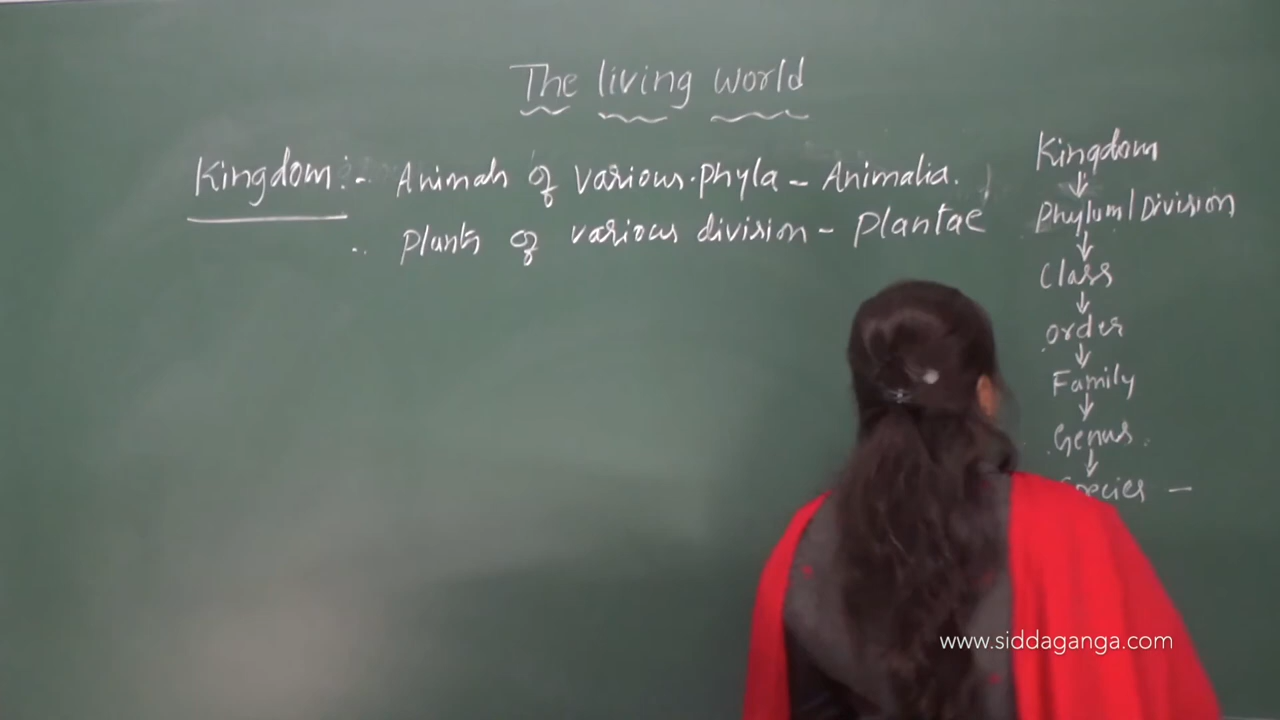 The living world
Kingdom :- Animals of various phyla - Animalia.
Plants of various division - Plantae
Kingdom
↓
Phylum/Division
↓
Class
↓
Order
↓
Family
↓
Genus
↓
Species -
www.siddaganga.com